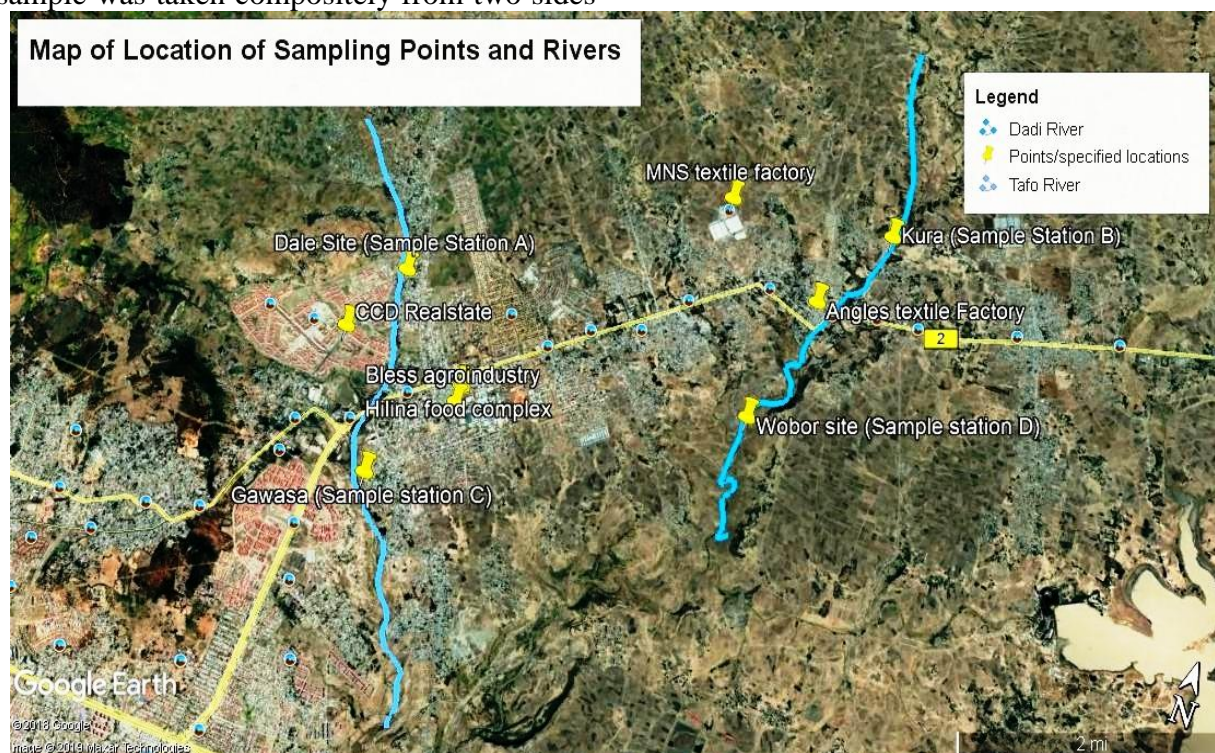 sample was taken compositely from two sides
Map of Location of Sampling Points and Rivers
Legend
Dadi River
Points/specified locations
Tafo River
MNS textile factory
Dale Site (Sample Station A)
Kura (Sample Station B)
CCD Realstate
Angles textile Factory
2
Bless agroindustry
Hilina food complex
Wobor site (Sample station D)
Gawasa (Sample station C)
Google Earth
©2018 Google
Image © 2019 Maxar Technologies
N
2 mi